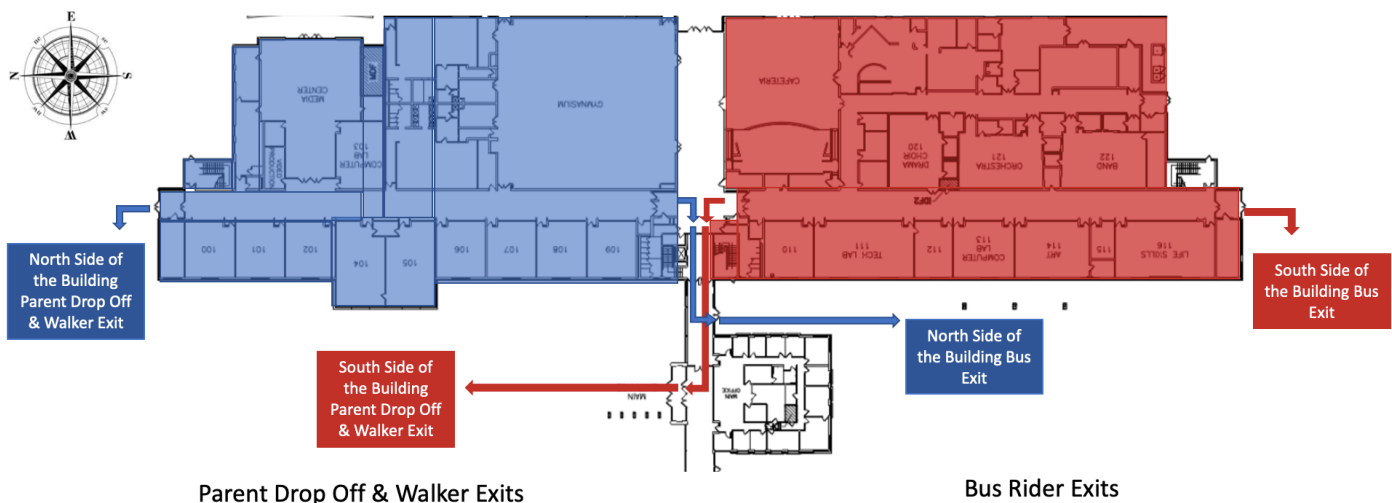 E
N
S
W
MDF
MEDIA
CENTER
GYMNASIUM
CAFETERIA
COMPUTER
LAB
103
VIDEO
PRODUCTION
DRAMA
CHOIR
120
ORCHESTRA
121
BAND
122
IDF2
100
101
102
104
105
106
107
108
109
110
TECH LAB
111
112
COMPUTER
LAB
113
ART
114
115
LIFE SKILLS
116
North Side of
the Building
Parent Drop Off
& Walker Exit
South Side of
the Building Bus
Exit
North Side of
the Building Bus
Exit
South Side of
the Building
Parent Drop Off
& Walker Exit
MAIN
MAIN
OFFICE
Parent Drop Off & Walker Exits
Bus Rider Exits